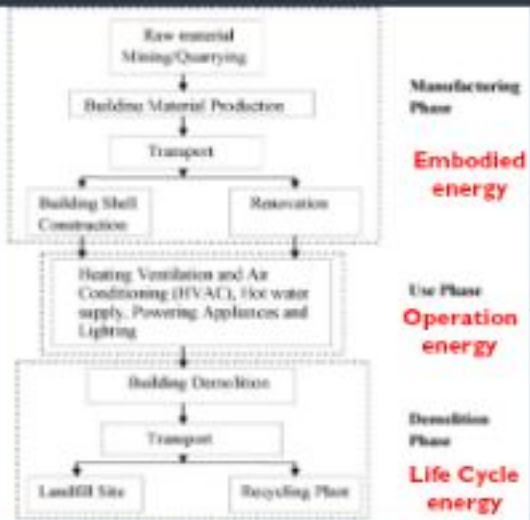 Raw material
Mining/Quarrying
Building Material Production
Transport
Building Shell
Construction
Renovation
Manufacturing
Phase
Embodied
energy
Heating Ventilation and Air
Conditioning (HVAC), Hot water
supply, Powering Appliances and
Lighting
Use Phase
Operation
energy
Building Demolition
Transport
Landfill Site
Recycling Plant
Demolition
Phase
Life Cycle
energy